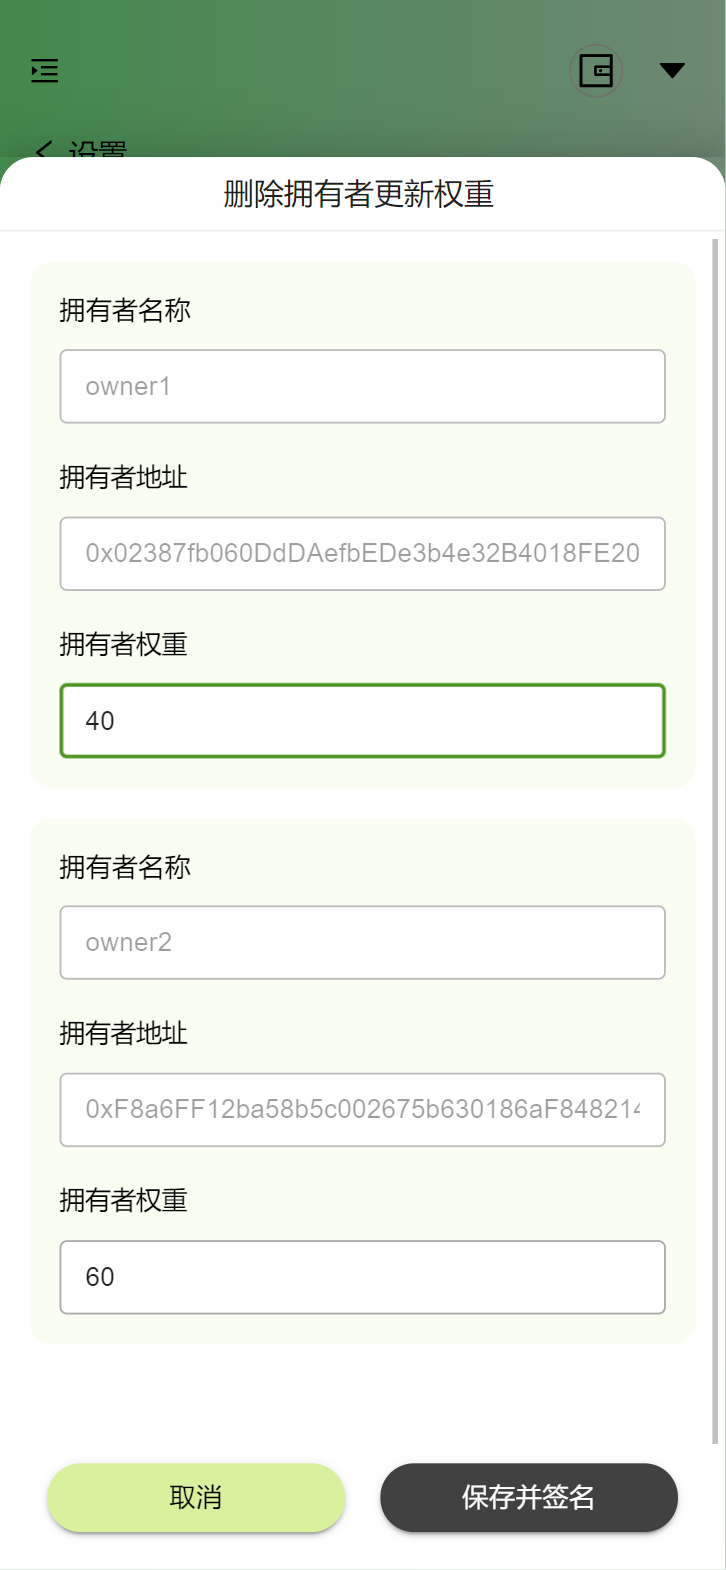 设置
删除拥有者更新权重
拥有者名称
owner1
拥有者地址
0x02387fb060DdDAefbEDe3b4e32B4018FE20
拥有者权重
40
拥有者名称
owner2
拥有者地址
0xF8a6FF12ba58b5c002675b630186aF848214
拥有者权重
60
取消
保存并签名